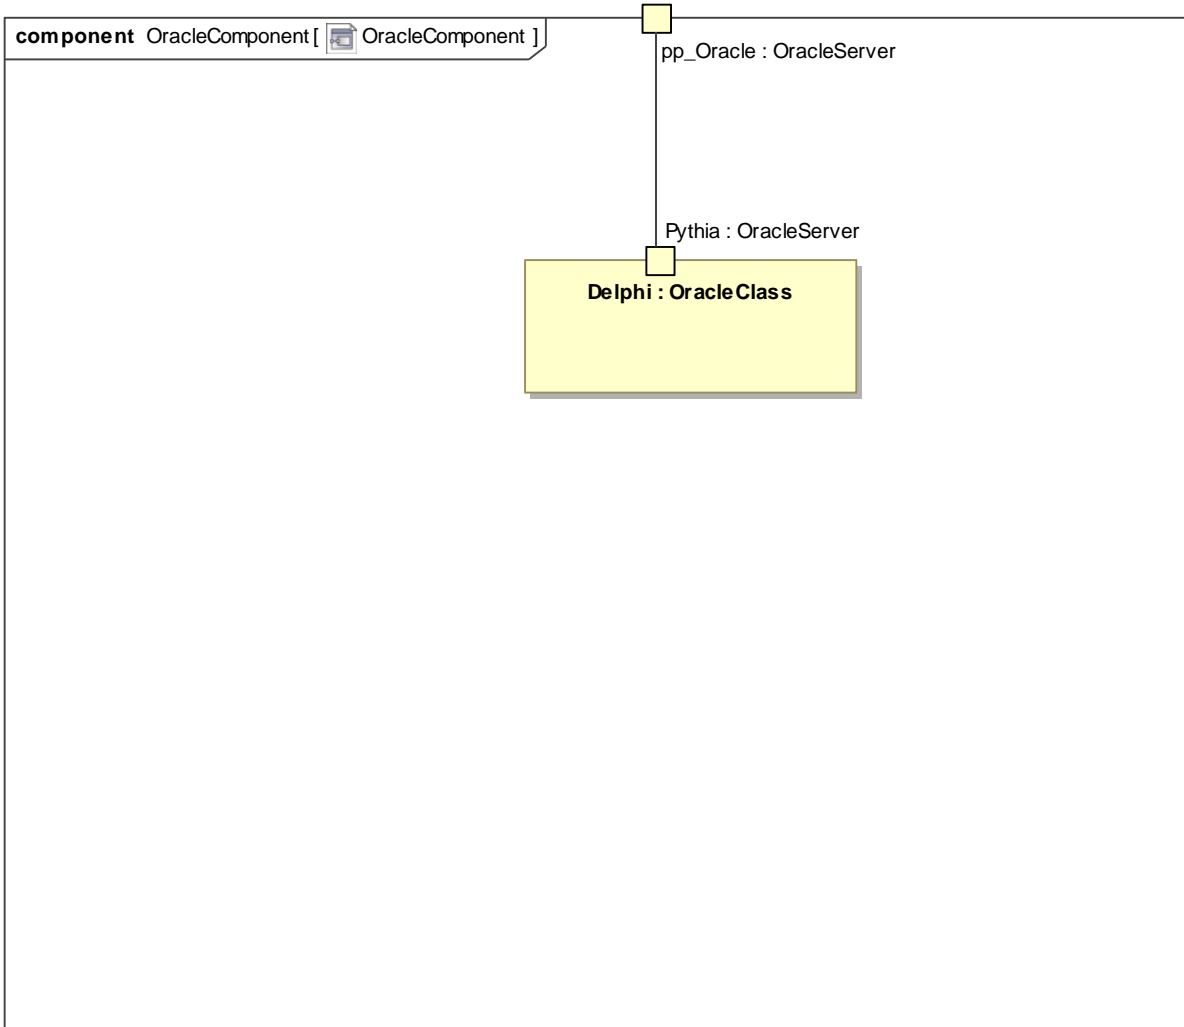 component OracleComponent [ OracleComponent ]
pp_Oracle : OracleServer
Pythia : OracleServer
Delphi : OracleClass